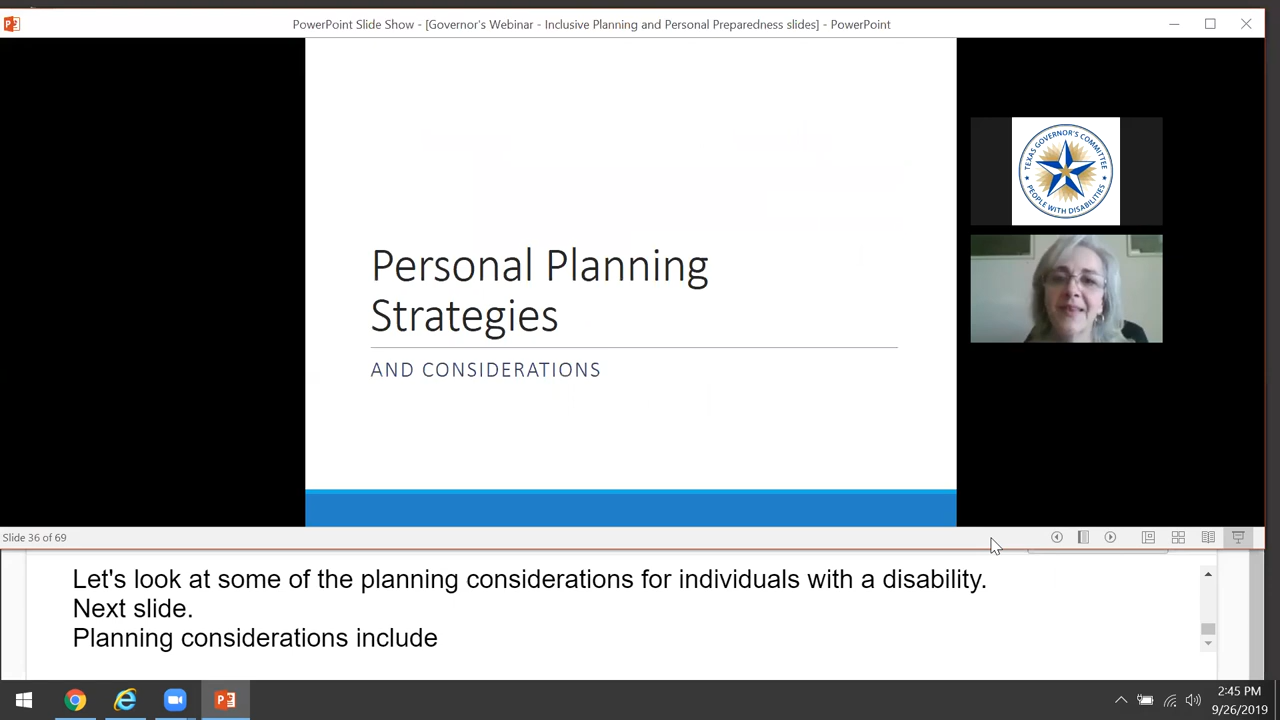 PowerPoint Slide Show - [Governor's Webinar - Inclusive Planning and Personal Preparedness slides] - PowerPoint
TEXAS GOVERNOR'S COMMITTEE
PEOPLE WITH DISABILITIES
Personal Planning
Strategies
AND CONSIDERATIONS
Slide 36 of 69
Let's look at some of the planning considerations for individuals with a disability.
Next slide.
Planning considerations include
2:45 PM
9/26/2019